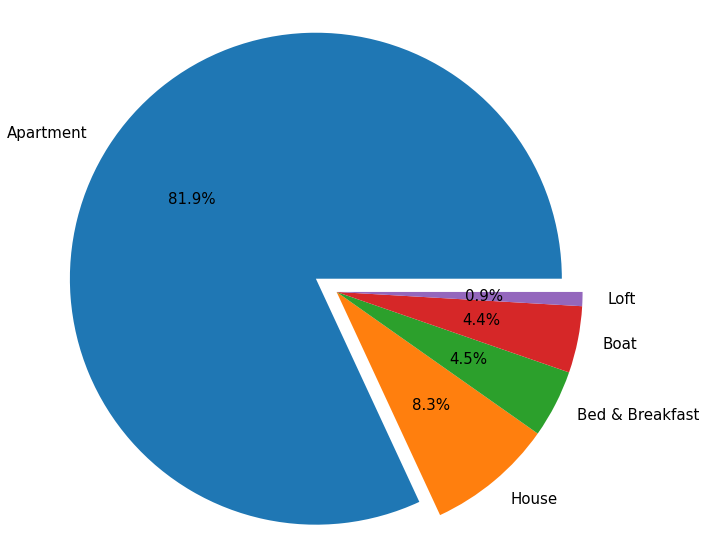 Apartment
81.9%
0.9%
Loft
4.4%
Boat
4.5%
Bed & Breakfast
8.3%
House